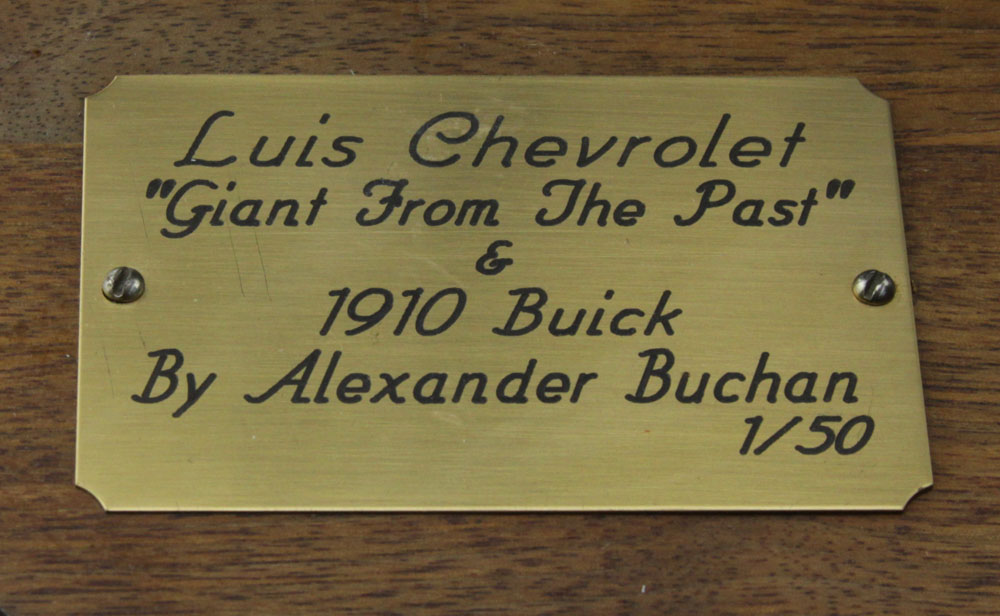 Luis Chevrolet
"Giant From The Past"
&
1910 Buick
By Alexander Buchan
1/50